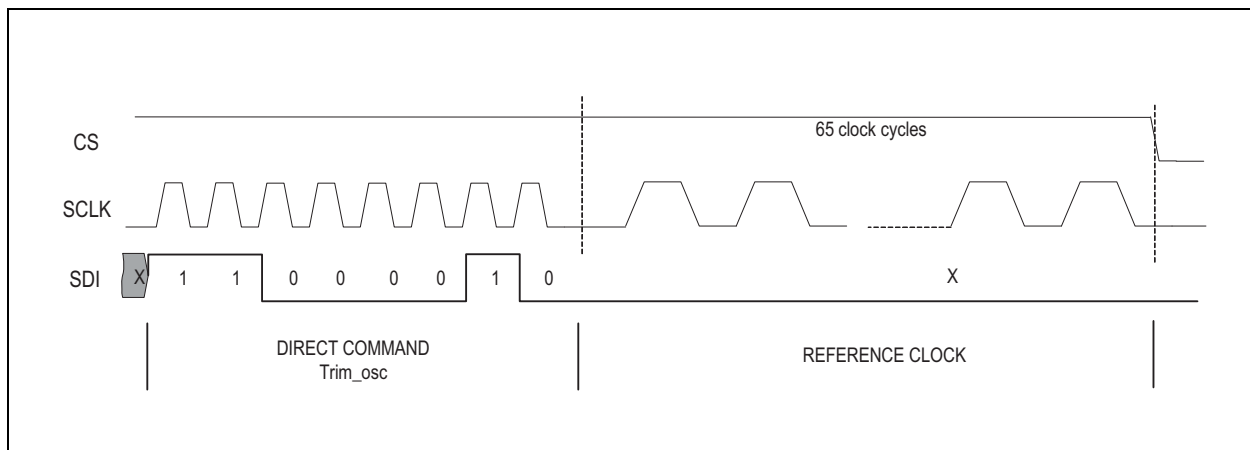 CS
65 clock cycles
SCLK
SDI
X 1 1 0 0 0 0 1 0 X
DIRECT COMMAND
Trim_osc
REFERENCE CLOCK